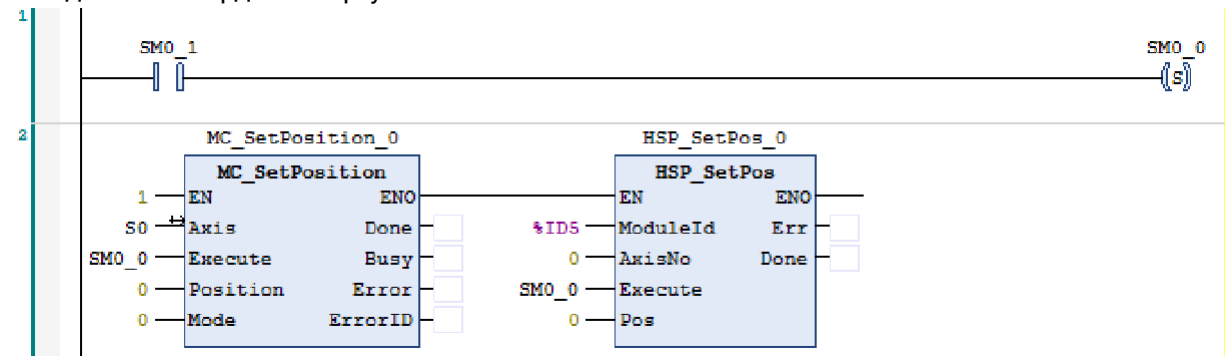 1
SM0_1 SM0_0
S
2
MC_SetPosition_0 HSP_SetPos_0
MC_SetPosition HSP_SetPos
1 EN ENO EN ENO
S0 Axis Done %ID5 ModuleId Err
SM0_0 Execute Busy 0 AxisNo Done
0 Position Error SM0_0 Execute
0 Mode ErrorID 0 Pos